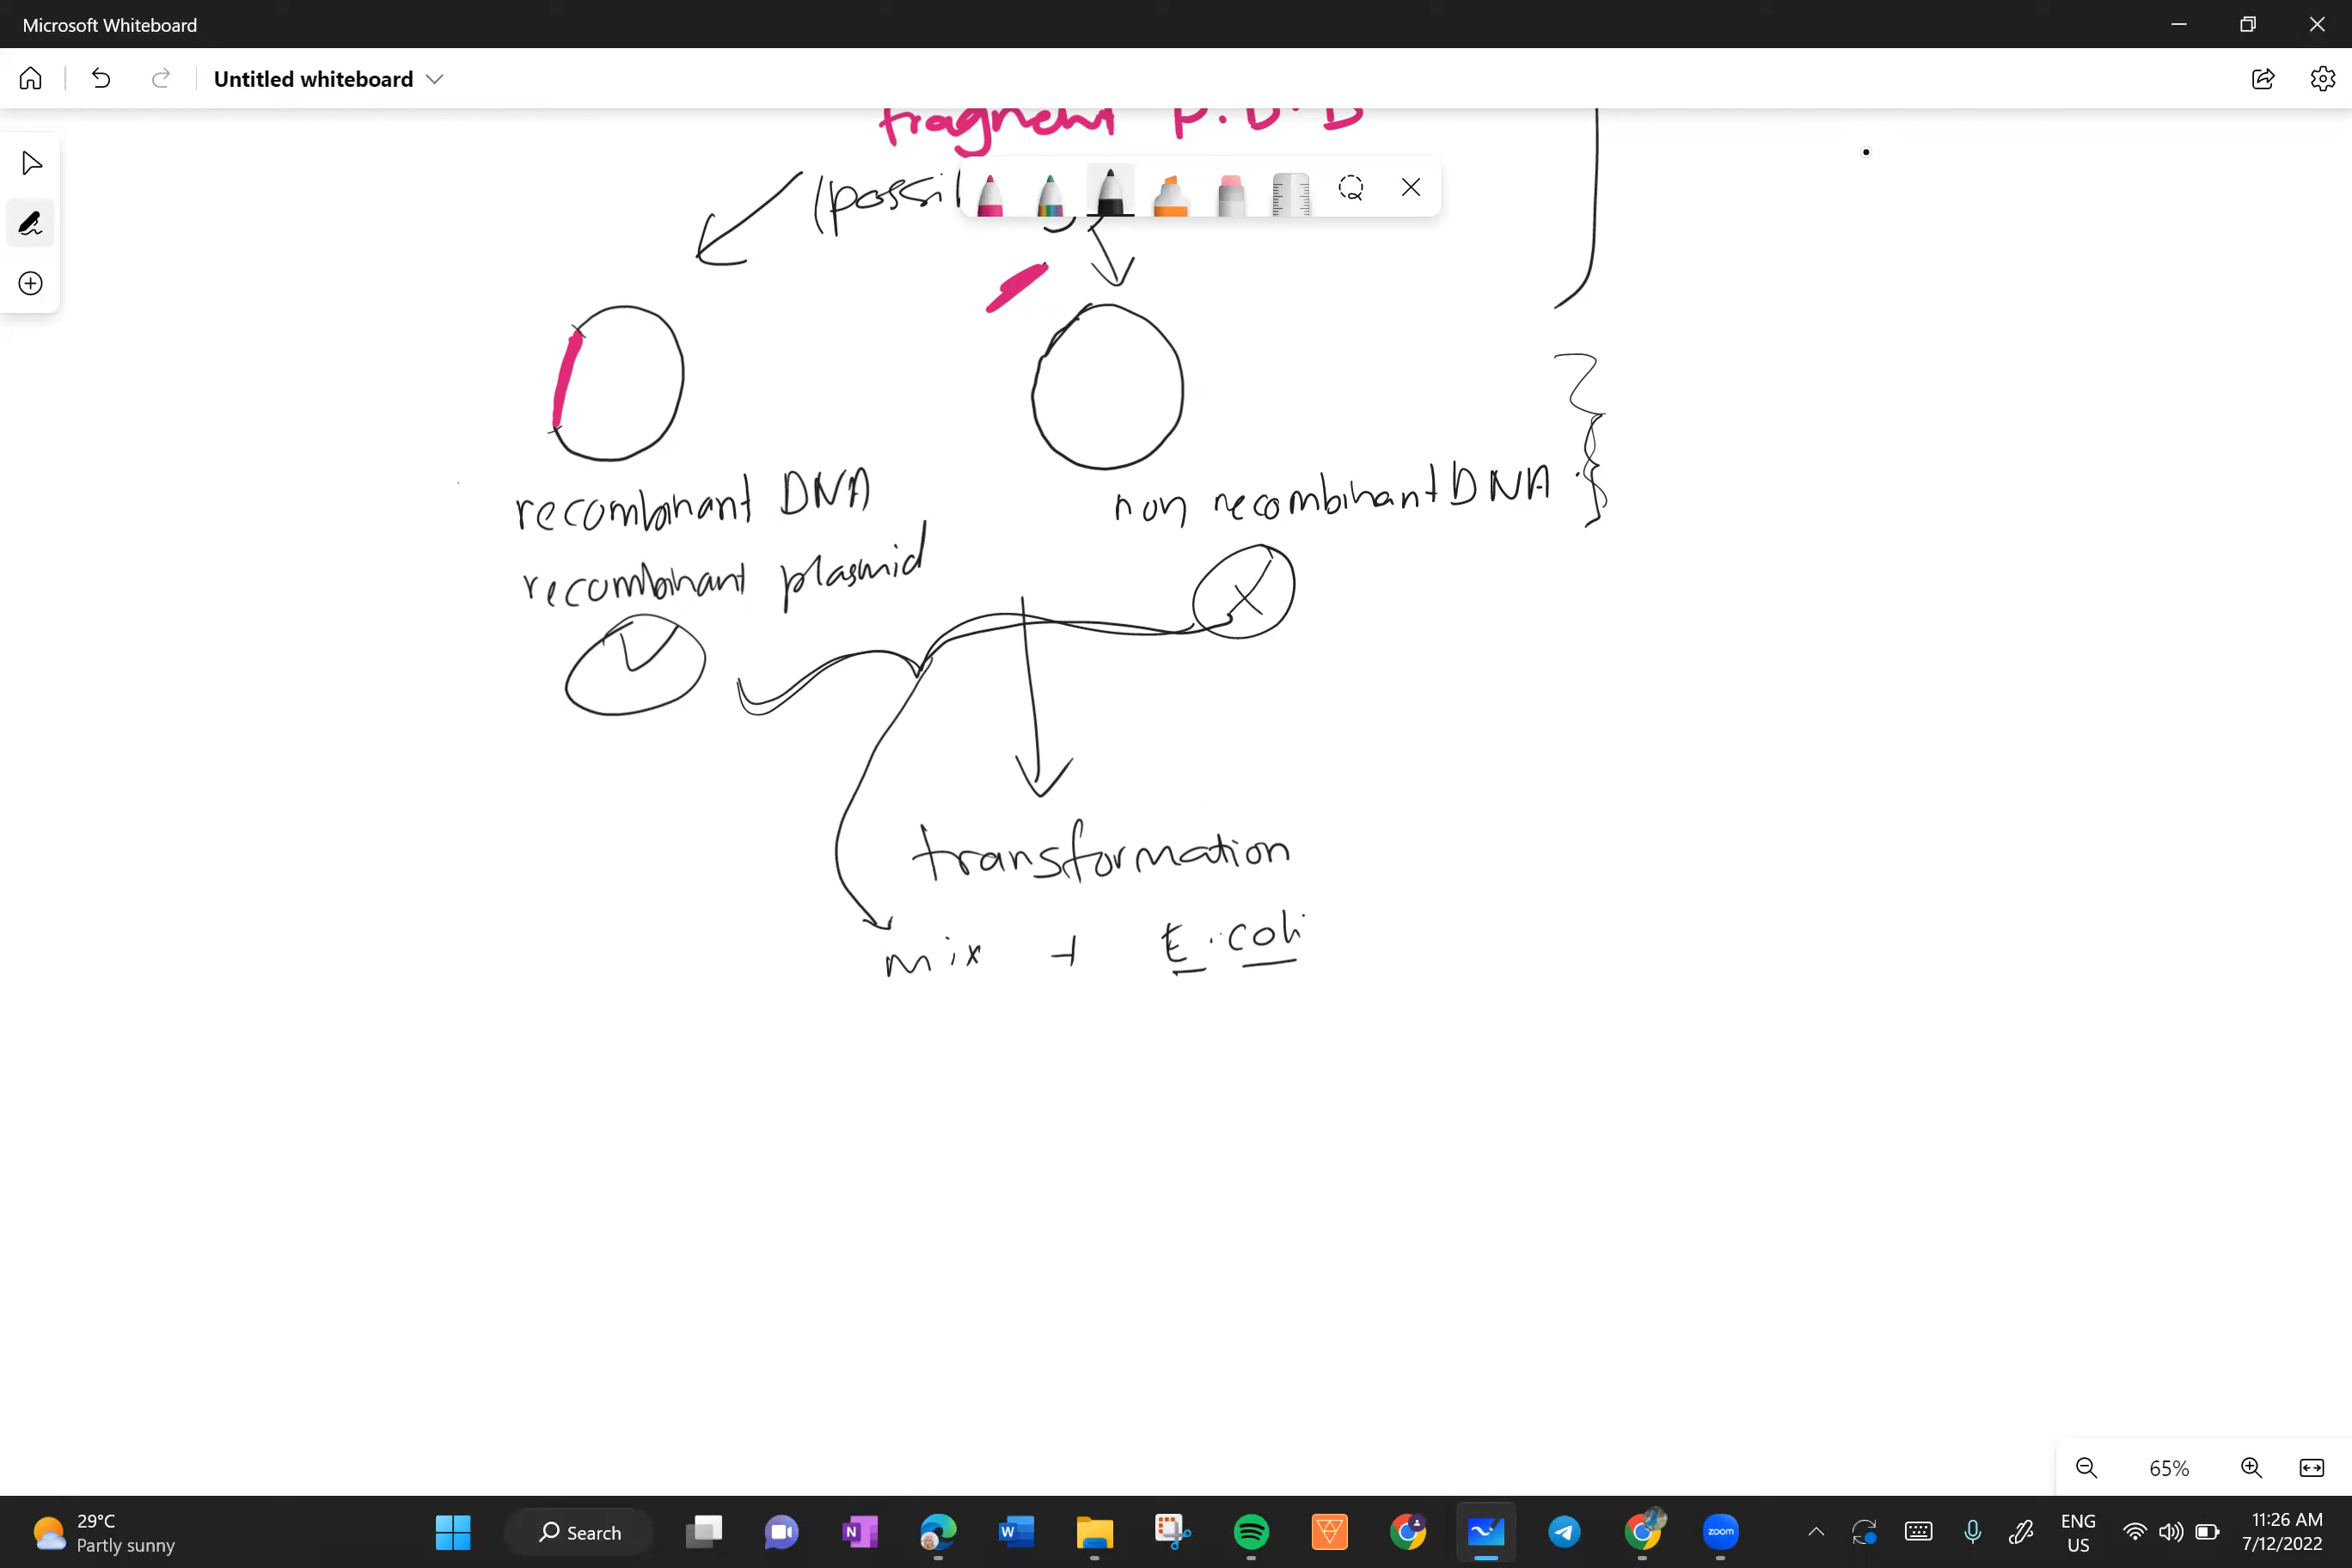 Microsoft Whiteboard
Untitled whiteboard
fragment P.B.B
recombinant DNA
recombinant plasmid
non recombinant DNA
transformation
mix + E.coli
65%
29°C
Partly sunny
Search
zoom
ENG
US
11:26 AM
7/12/2022